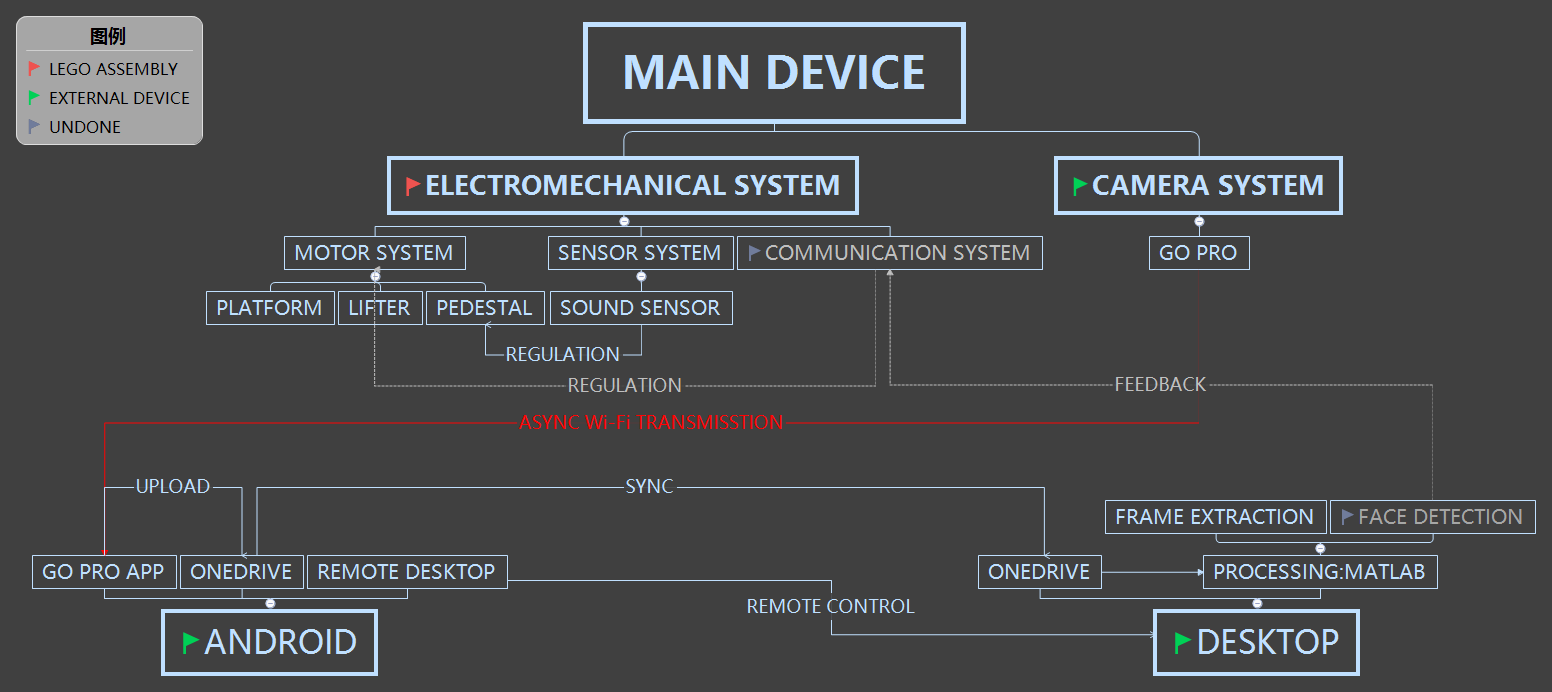 图例
LEGO ASSEMBLY
EXTERNAL DEVICE
UNDONE
MAIN DEVICE
ELECTROMECHANICAL SYSTEM
CAMERA SYSTEM
MOTOR SYSTEM
SENSOR SYSTEM
COMMUNICATION SYSTEM
GO PRO
PLATFORM
LIFTER
PEDESTAL
SOUND SENSOR
REGULATION
REGULATION
FEEDBACK
ASYNC Wi-Fi TRANSMISSTION
UPLOAD
SYNC
FRAME EXTRACTION
FACE DETECTION
GO PRO APP
ONEDRIVE
REMOTE DESKTOP
ONEDRIVE
PROCESSING:MATLAB
REMOTE CONTROL
ANDROID
DESKTOP